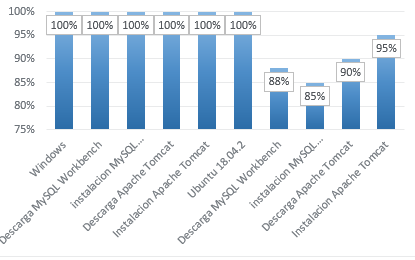 100%
95%
90%
85%
80%
75%
100%
100%
100%
100%
100%
100%
88%
85%
90%
95%
Windows
Descarga MySQL Workbench
instalacion MySQL...
Descarga Apache Tomcat
Instalacion Apache Tomcat
Ubuntu 18.04.2
Descarga MySQL Workbench
instalacion MySQL...
Descarga Apache Tomcat
Instalacion Apache Tomcat